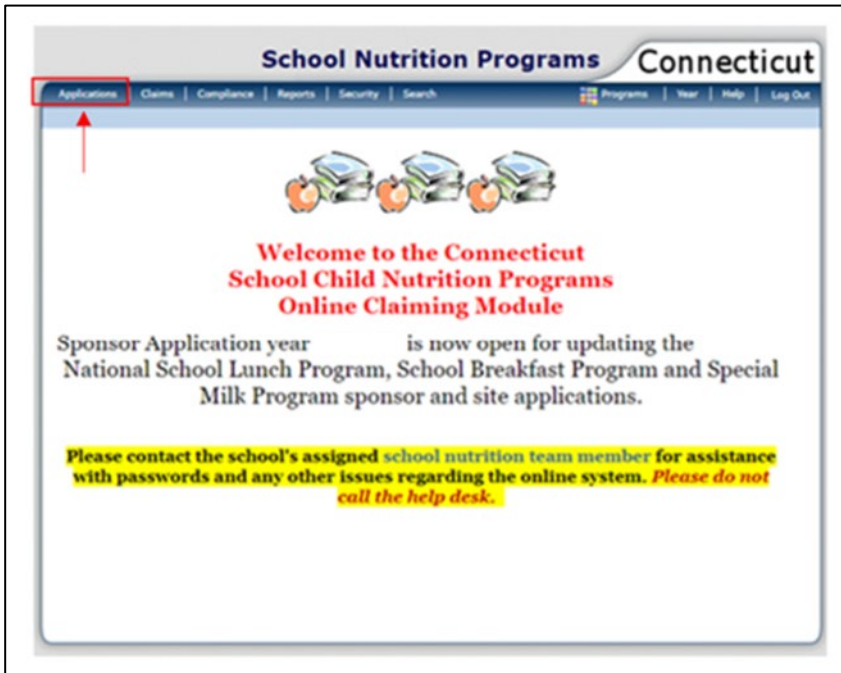 School Nutrition Programs
Connecticut
Applications | Claims | Compliance | Reports | Security | Search Programs | Year | Help | Log Out
Welcome to the Connecticut
School Child Nutrition Programs
Online Claiming Module
Sponsor Application year is now open for updating the
National School Lunch Program, School Breakfast Program and Special
Milk Program sponsor and site applications.
Please contact the school's assigned school nutrition team member for assistance
with passwords and any other issues regarding the online system. Please do not
call the help desk.